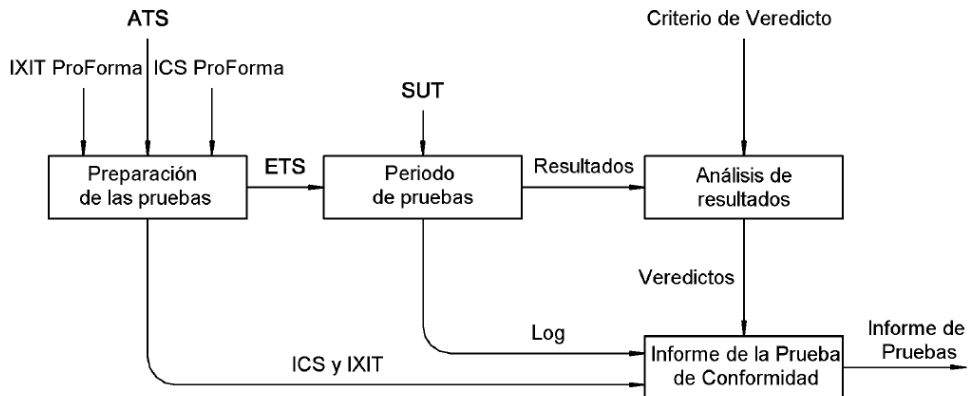 ATS
Criterio de Veredicto
IXIT ProForma
ICS ProForma
SUT
Preparación
de las pruebas
ETS
Periodo
de pruebas
Resultados
Análisis de
resultados
Veredictos
Log
ICS y IXIT
Informe de la Prueba
de Conformidad
Informe de
Pruebas